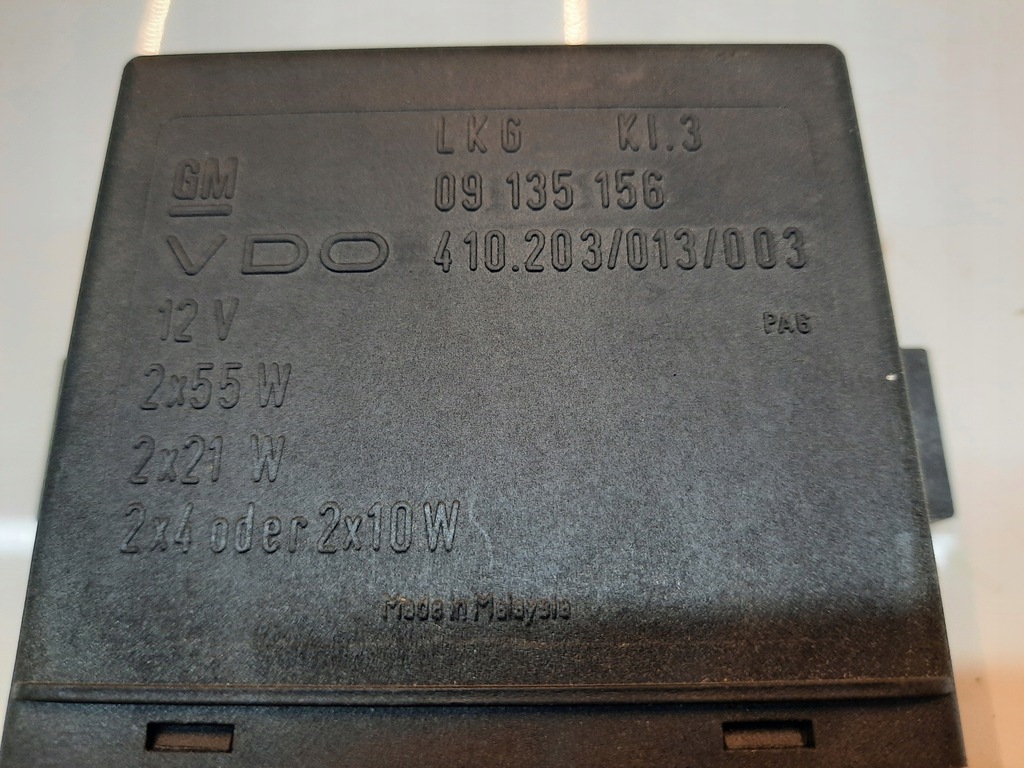 LKG KI.3
GM 09 135 156
VDO 410.203/013/003
12 V PA6
2x55 W
2x21 W
2x4 oder 2x10 W
Made in Malaysia